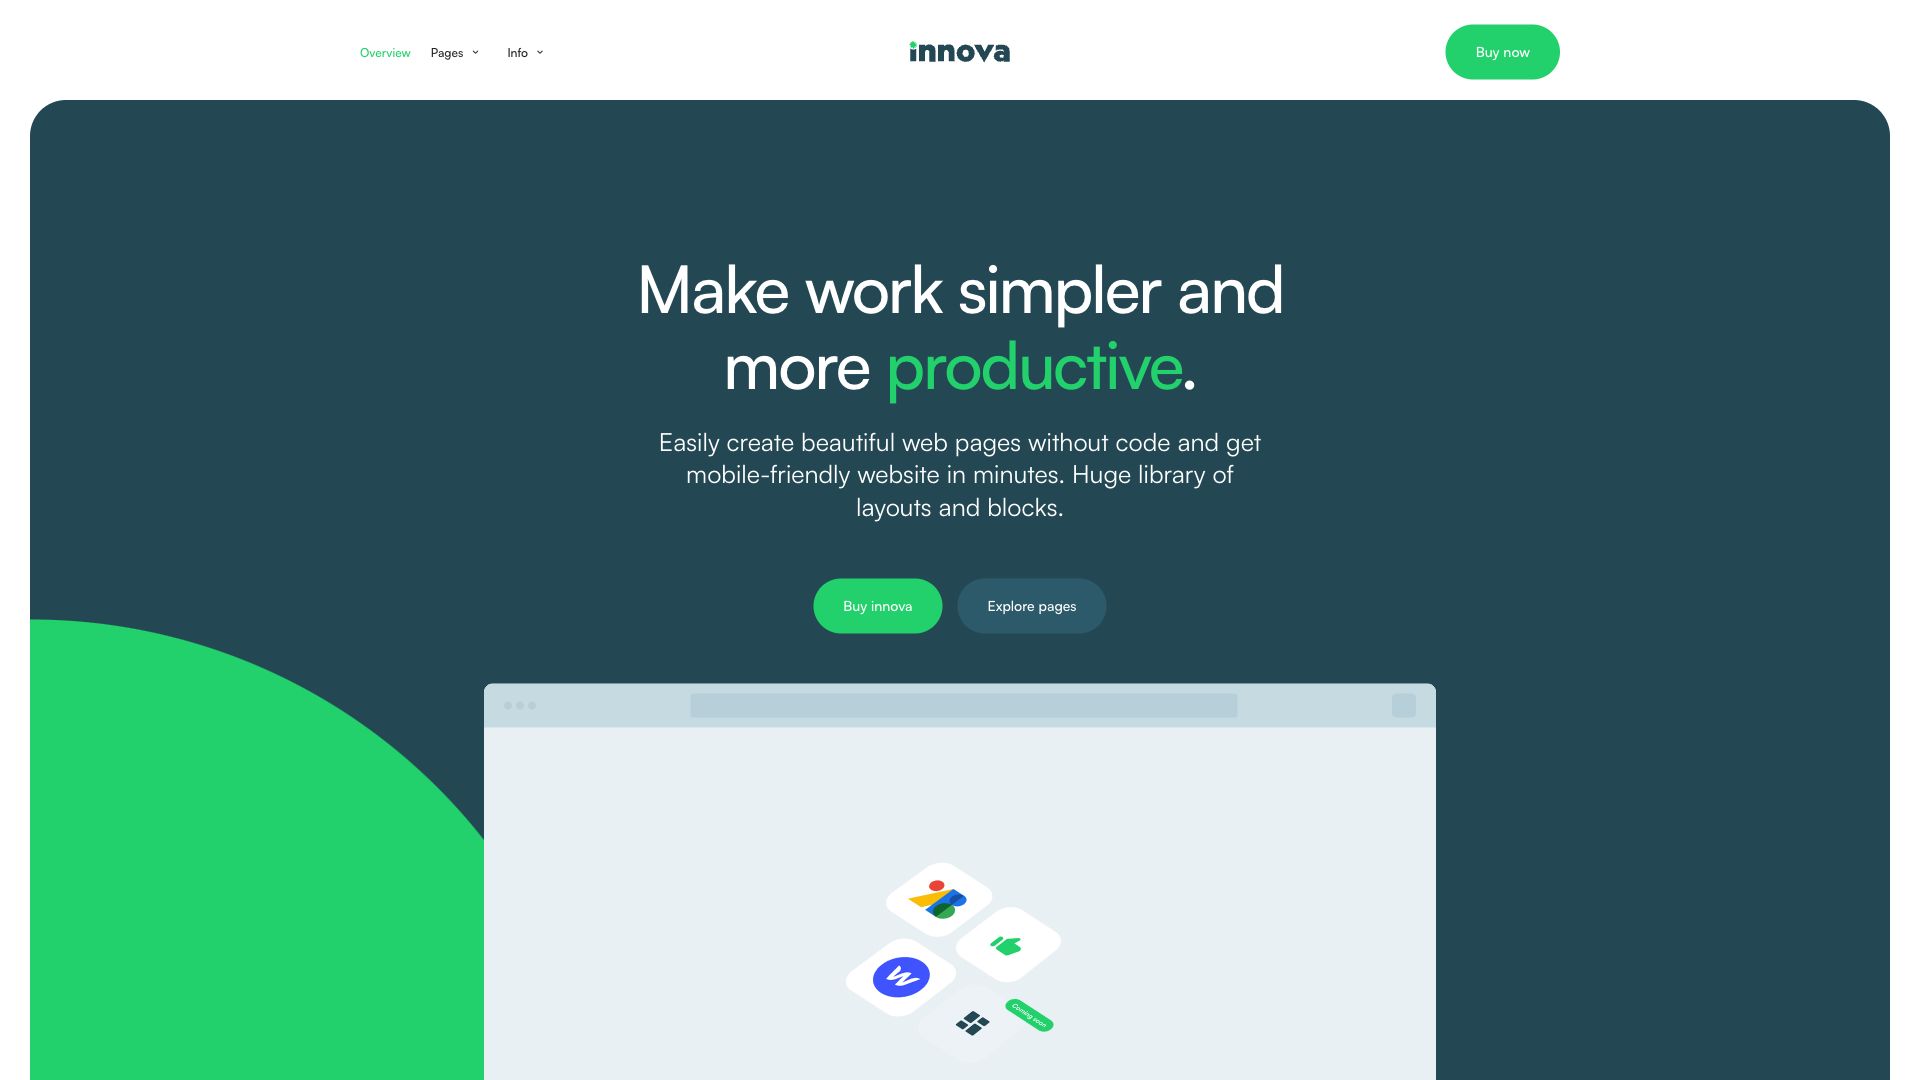 Overview Pages Info innova Buy now
Make work simpler and
more productive.
Easily create beautiful web pages without code and get
mobile-friendly website in minutes. Huge library of
layouts and blocks.
Buy innova Explore pages
Coming soon